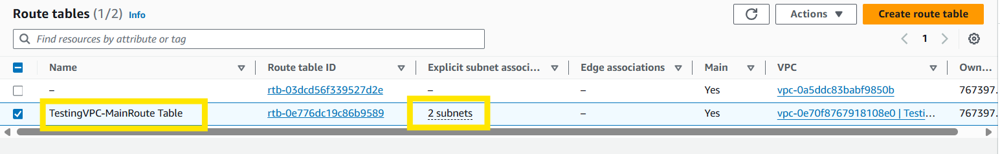 Route tables (1/2) Info Actions Create route table
Find resources by attribute or tag 1
Name Route table ID Explicit subnet associ... Edge associations Main VPC Own...
– rtb-03dcd56f339527d2e – – Yes vpc-0a5ddc83babf9850b 767397.
TestingVPC-MainRoute Table rtb-0e776dc19c86b9589 2 subnets – Yes vpc-0e70f8767918108e0 | Testi... 767397.